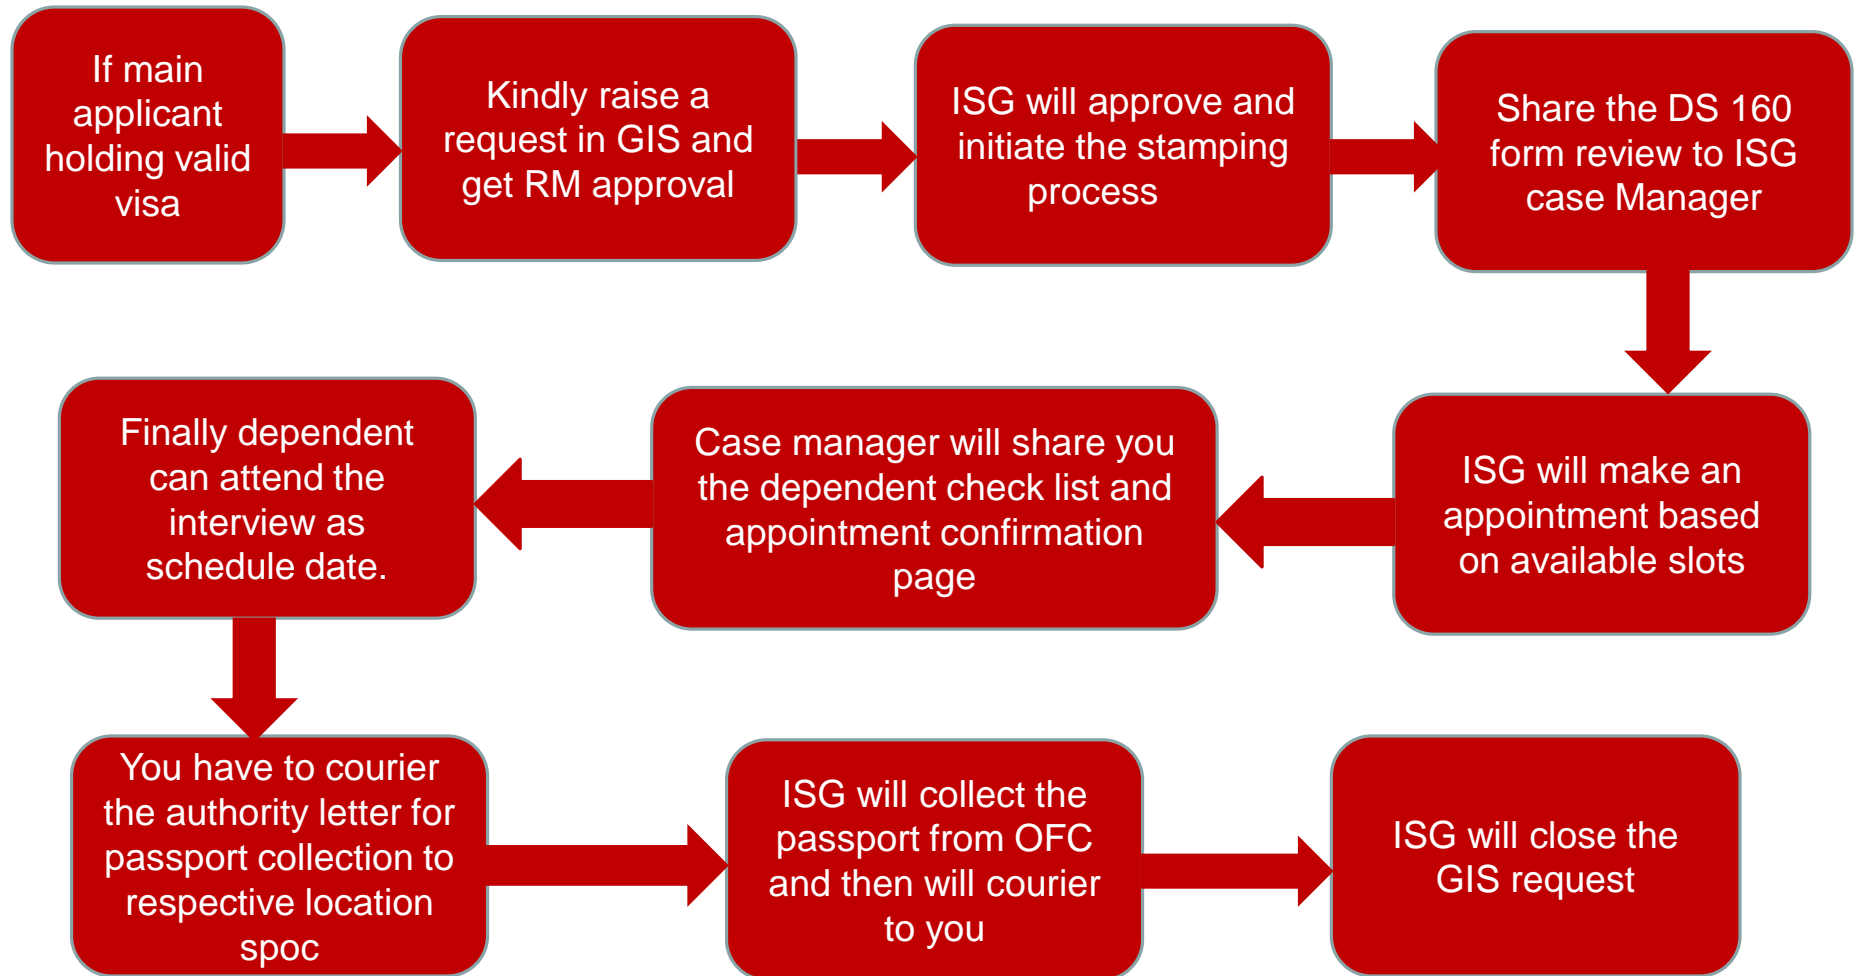 If main
applicant
holding valid
visa
Kindly raise a
request in GIS and
get RM approval
ISG will approve and
initiate the stamping
process
Share the DS 160
form review to ISG
case Manager
ISG will make an
appointment based
on available slots
Case manager will share you
the dependent check list and
appointment confirmation
page
Finally dependent
can attend the
interview as
schedule date.
You have to courier
the authority letter for
passport collection to
respective location
spoc
ISG will collect the
passport from OFC
and then will courier
to you
ISG will close the
GIS request